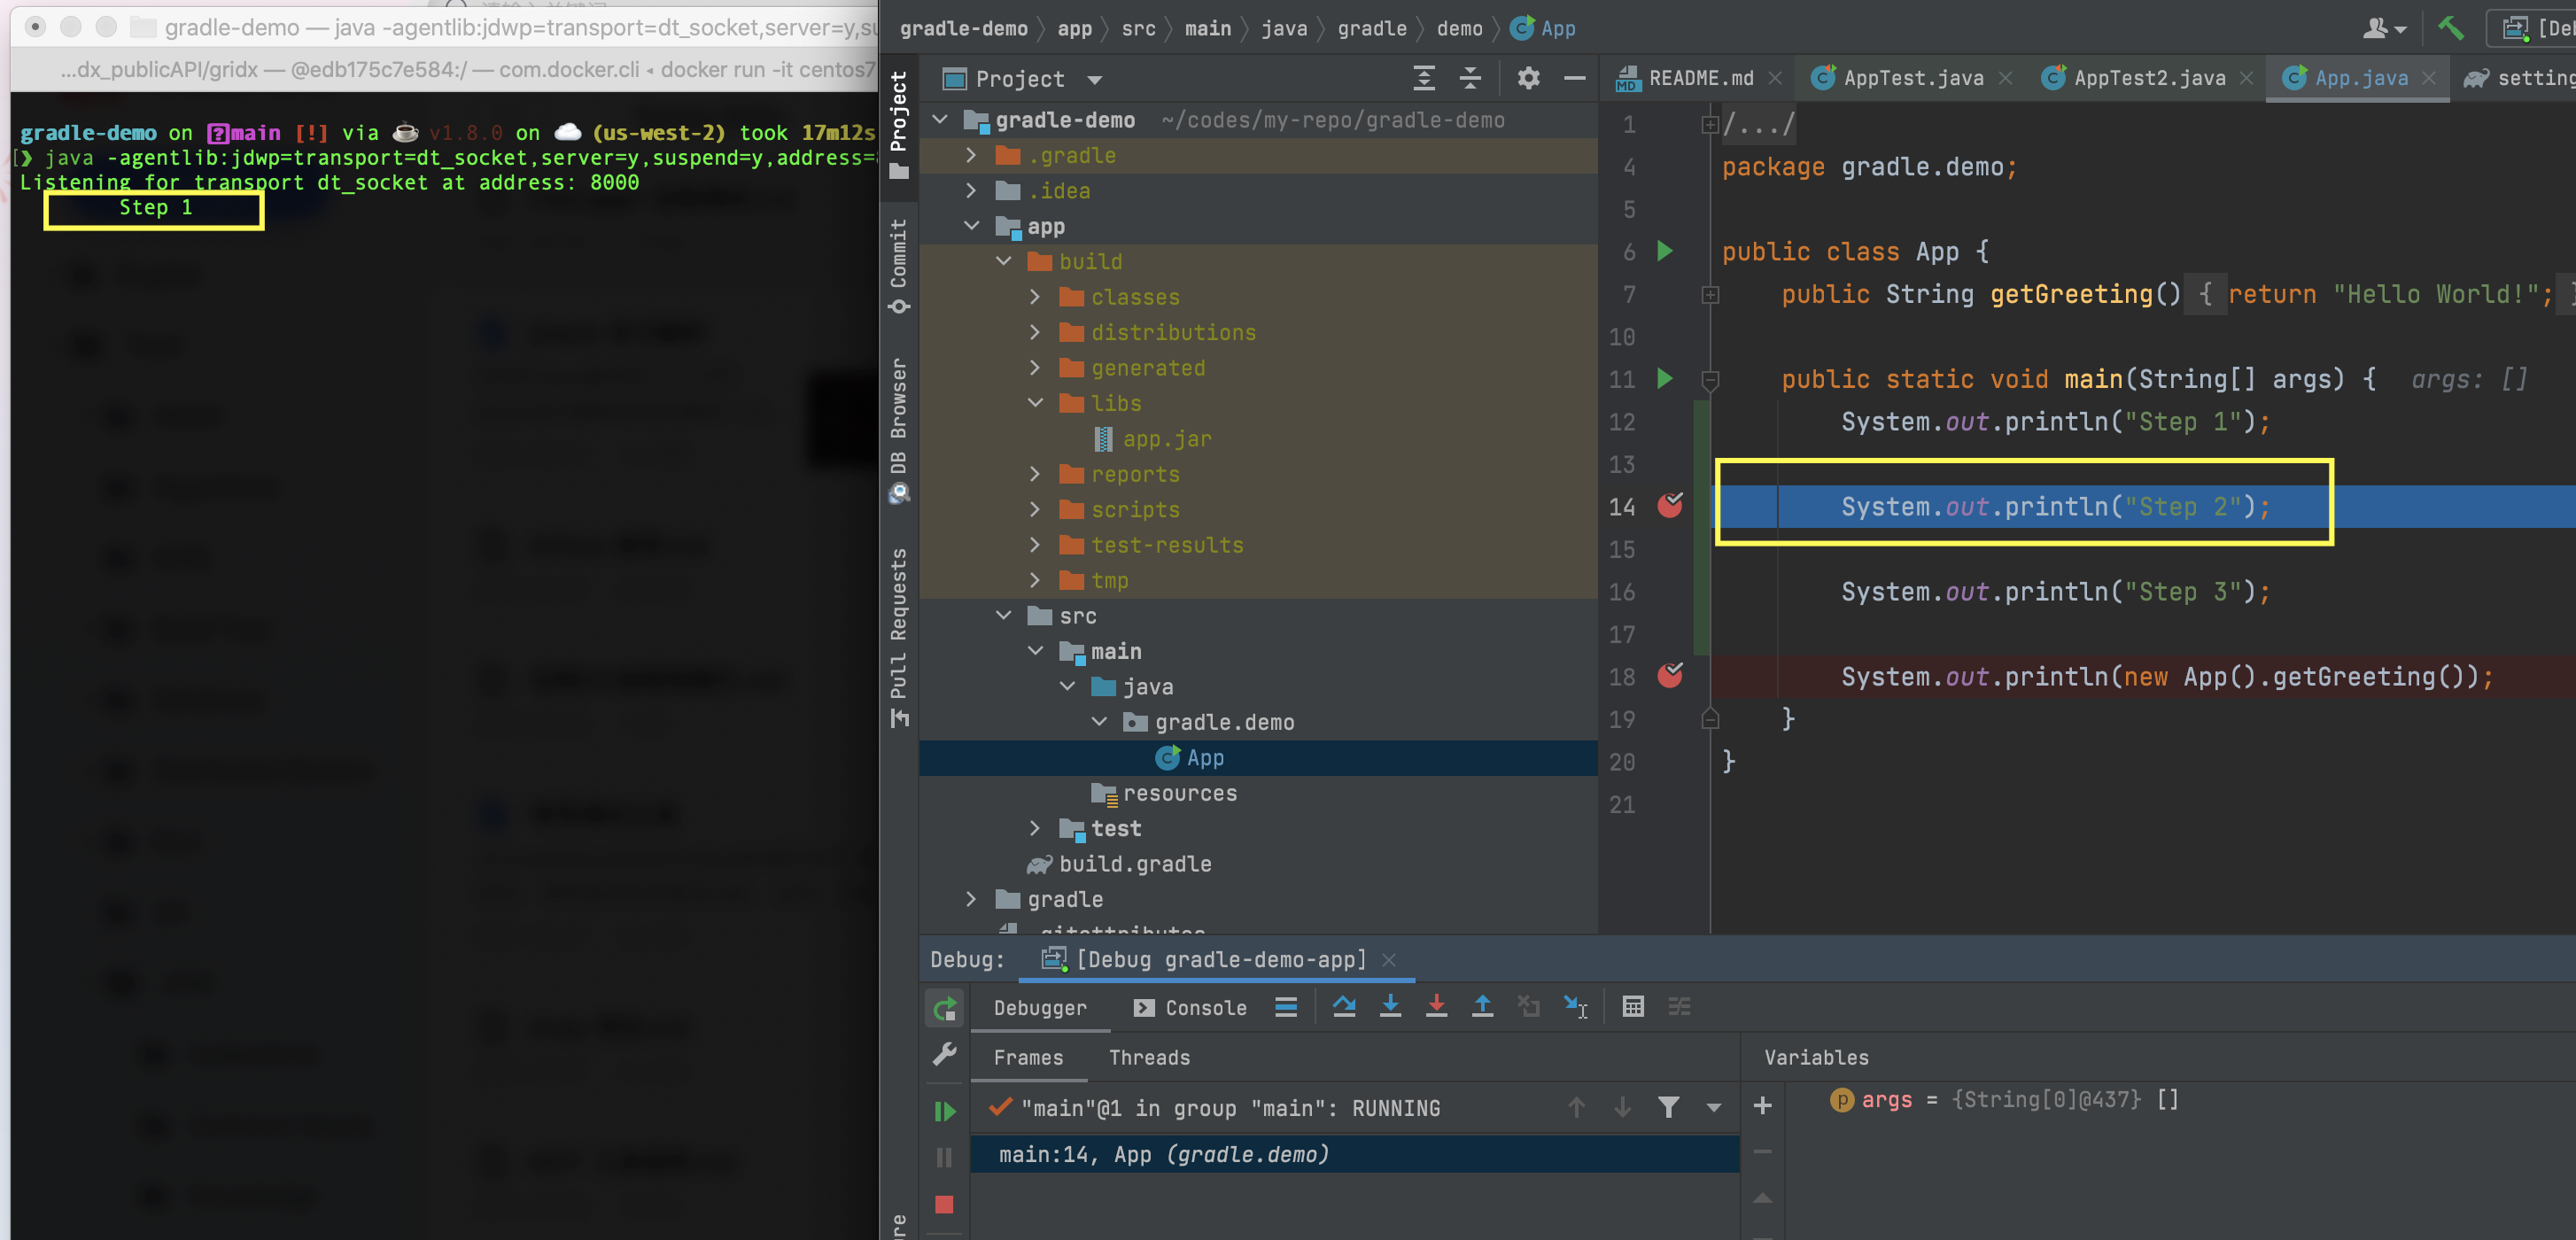 gradle-demo — java -agentlib:jdwp=transport=dt_socket,server=y,su
...dx_publicAPI/gridx — @edb175c7e584:/ — com.docker.cli ◂ docker run -it centos7
gradle-demo on main [!] via v1.8.0 on (us-west-2) took 17m12s
❯ java -agentlib:jdwp=transport=dt_socket,server=y,suspend=y,address=
Listening for transport dt_socket at address: 8000
Step 1
gradle-demo app src main java gradle demo App
Project
Commit
DB Browser
Pull Requests
Project
gradle-demo ~/codes/my-repo/gradle-demo
.gradle
.idea
app
build
classes
distributions
generated
libs
app.jar
reports
scripts
test-results
tmp
src
main
java
gradle.demo
App
resources
test
build.gradle
gradle
.gitattributes
README.md AppTest.java AppTest2.java App.java setting
1 /.../
4 package gradle.demo;
5
6 public class App {
7 public String getGreeting() { return "Hello World!"; }
10
11 public static void main(String[] args) { args: []
12 System.out.println("Step 1");
13
14 System.out.println("Step 2");
15
16 System.out.println("Step 3");
17
18 System.out.println(new App().getGreeting());
19 }
20 }
21
Debug: [Debug gradle-demo-app]
Debugger Console
Frames Threads
"main"@1 in group "main": RUNNING
main:14, App (gradle.demo)
Variables
args = {String[0]@437} []